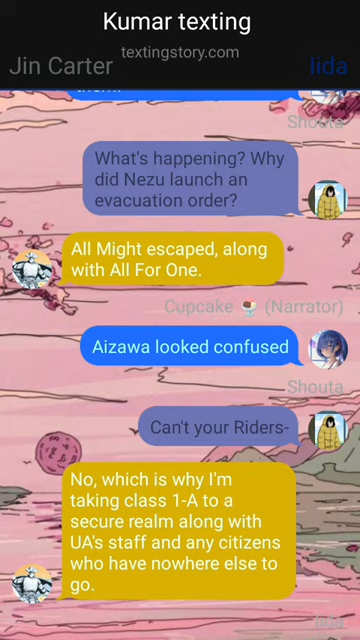 Kumar texting
textingstory.com
Jin Carter
Iida
them.
Shouta
What's happening? Why
did Nezu launch an
evacuation order?
All Might escaped, along
with All For One.
Cupcake 🍨 (Narrator)
Aizawa looked confused
Shouta
Can't your Riders-
No, which is why I'm
taking class 1-A to a
secure realm along with
UA's staff and any citizens
who have nowhere else to
go.
Iida